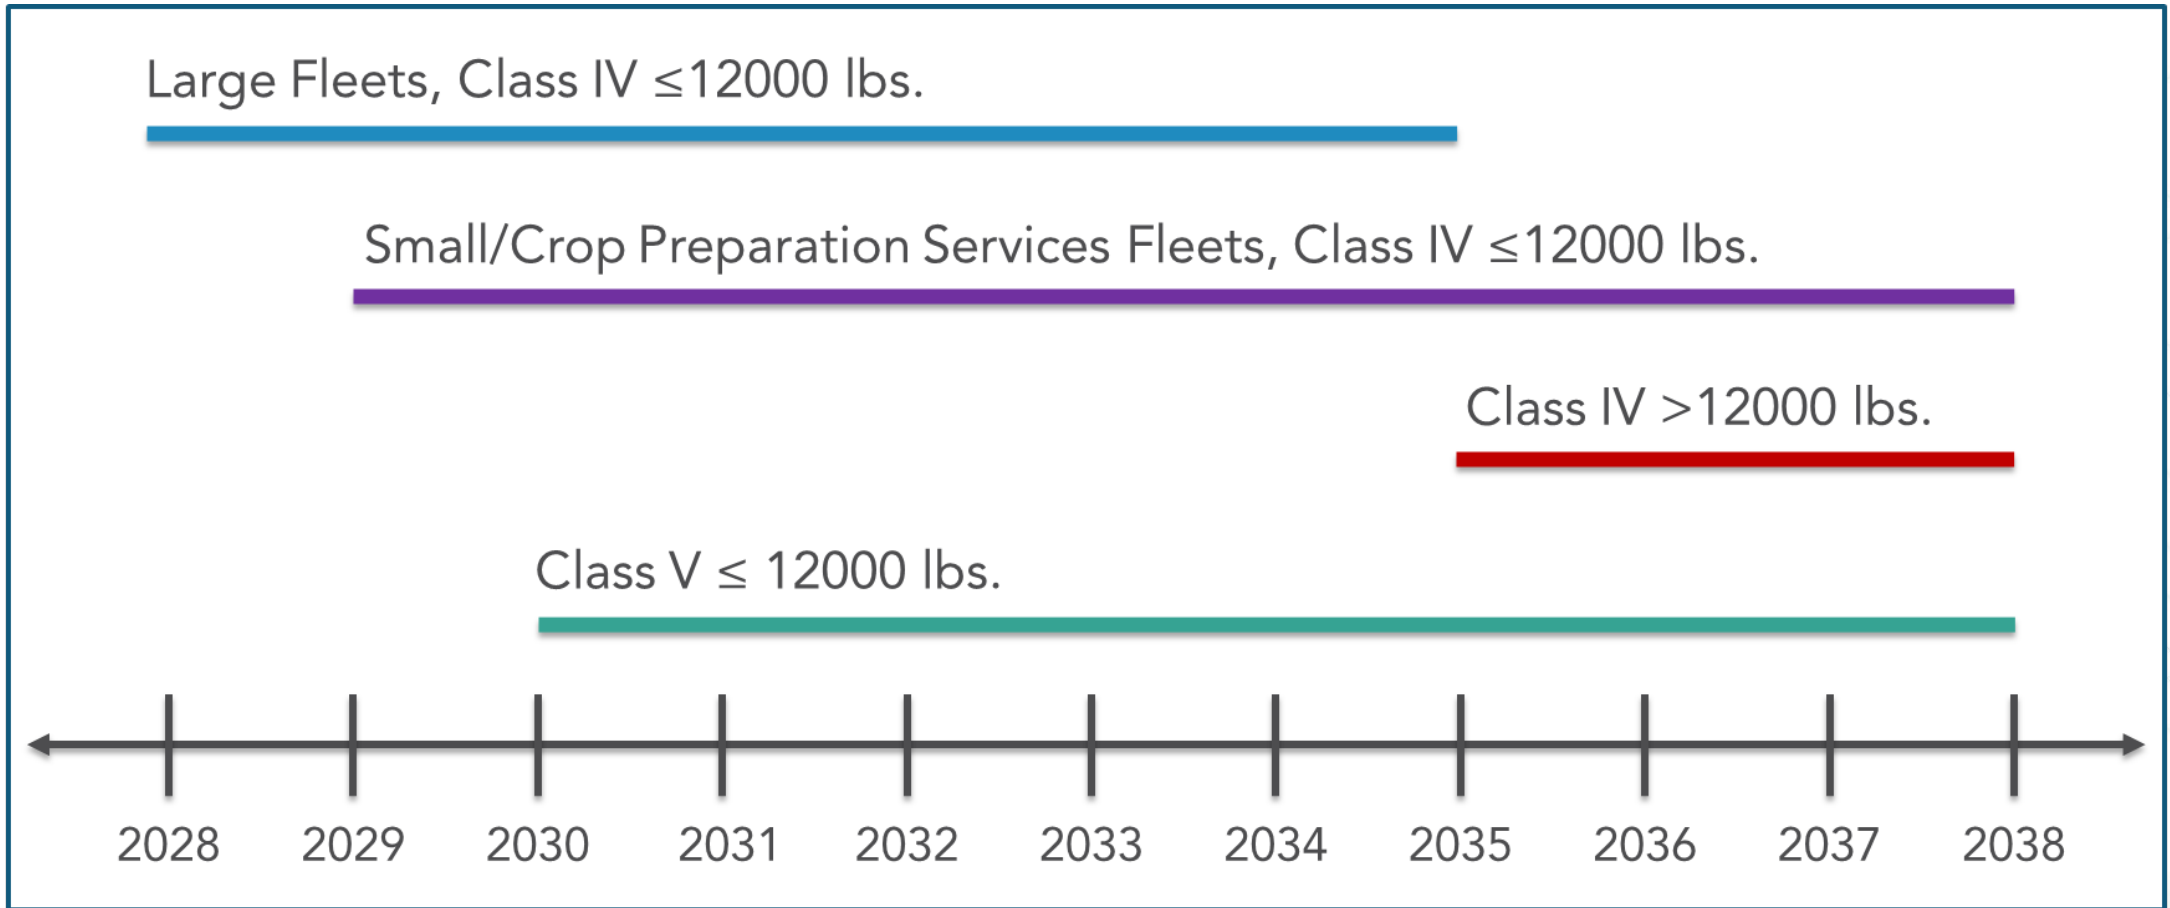 Large Fleets, Class IV ≤12000 lbs.
Small/Crop Preparation Services Fleets, Class IV ≤12000 lbs.
Class IV >12000 lbs.
Class V ≤ 12000 lbs.
2028 2029 2030 2031 2032 2033 2034 2035 2036 2037 2038